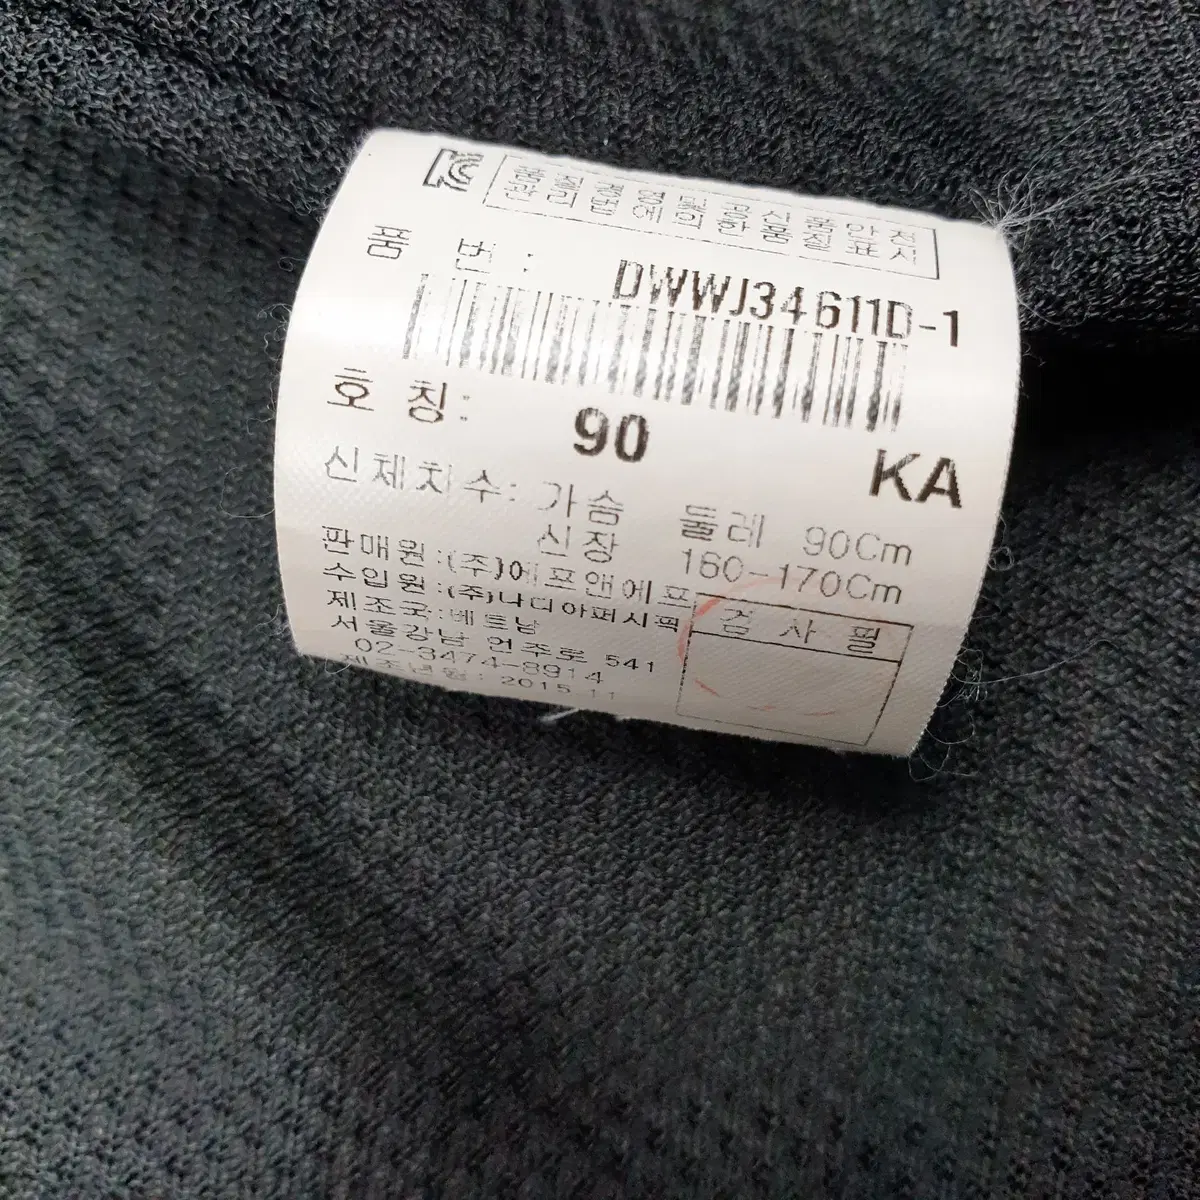 품질경영 및 공산품안전
관리법에 의한 품질표시
품 번 : DWWJ34611D-1
호 칭 : 90 KA
신체치수 : 가슴 둘레 90Cm
신장 160-170Cm
판매원 :(주)에프앤에프
수입원 :(주)나디아퍼시픽
제조국:베트남
서울강남 언주로 541
02-3474-8914
제조년월: 2015.11
검 사 필